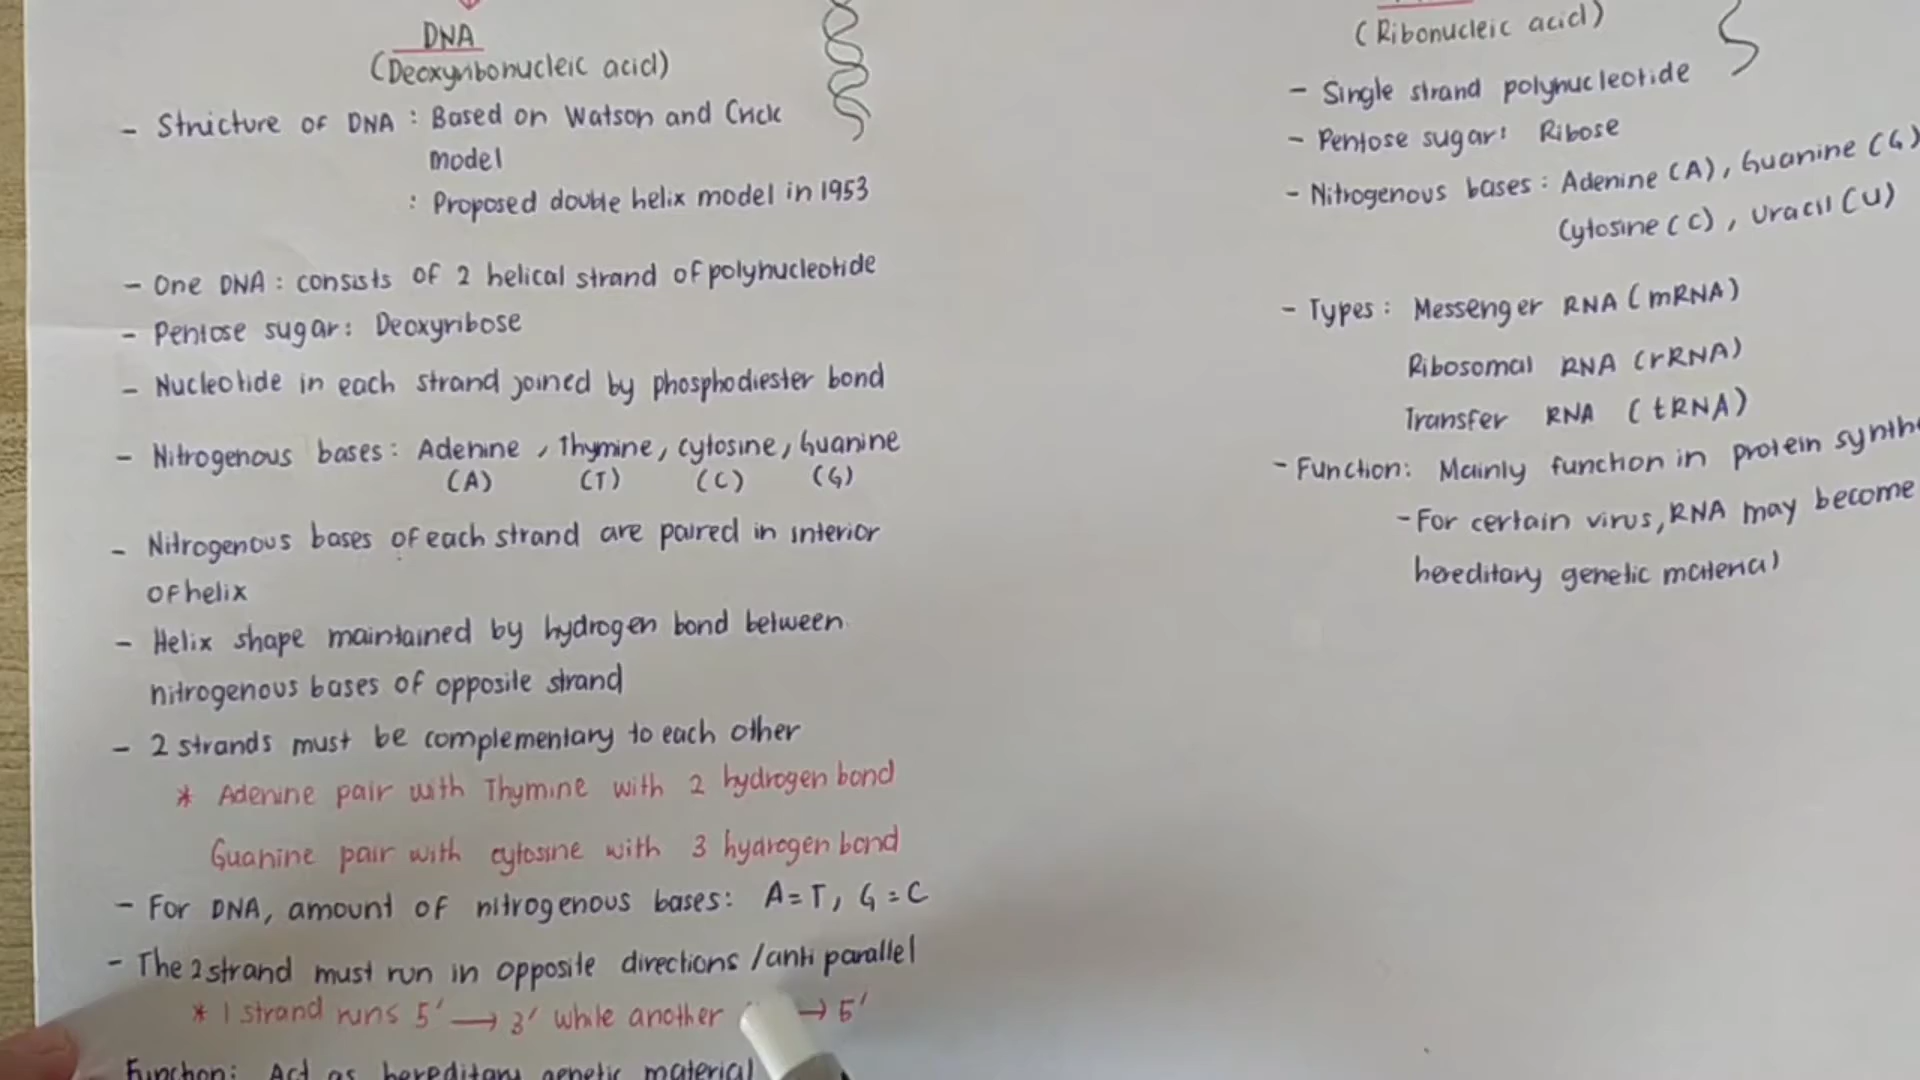 DNA
(Deoxyribonucleic acid)
- Stricture of DNA : Based on Watson and Crick
model
: Proposed double helix model in 1953
- One DNA : consists of 2 helical strand of polynucleotide
- Pentose sugar : Deoxyribose
- Nucleotide in each strand joined by phosphodiester bond
- Nitrogenous bases : Adenine , Thymine, cytosine, Guanine
(A) (T) (C) (G)
- Nitrogenous bases of each strand are paired in interior
of helix
- Helix shape maintained by hydrogen bond between
nitrogenous bases of opposite strand
- 2 strands must be complementary to each other
* Adenine pair with Thymine with 2 hydrogen bond
Guanine pair with cytosine with 3 hydrogen bond
- For DNA, amount of nitrogenous bases: A=T, G=C
- The 2 strand must run in opposite directions /anti parallel
* 1 strand runs 5' → 3' while another → 5'
Function: Act as hereditary genetic material
(Ribonucleic acid)
- Single strand polynucleotide
- Pentose sugar: Ribose
- Nitrogenous bases : Adenine (A), Guanine (G)
Cytosine (C), Uracil (U)
- Types : Messenger RNA (mRNA)
Ribosomal RNA (rRNA)
Transfer RNA (tRNA)
- Function: Mainly function in protein synth
- For certain virus, RNA may become
hereditary genetic material